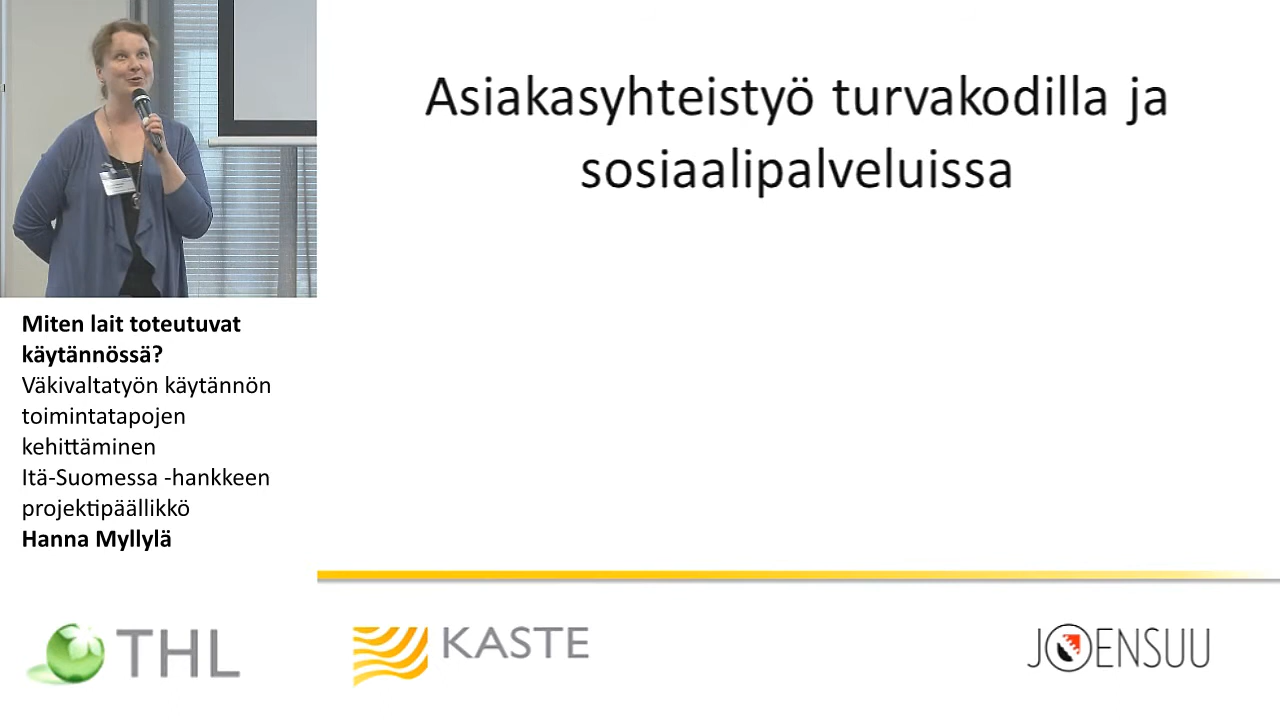 Asiakasyhteistyö turvakodilla ja
sosiaalipalveluissa
Miten lait toteutuvat
käytännössä?
Väkivaltatyön käytännön
toimintatapojen
kehittäminen
Itä-Suomessa -hankkeen
projektipäällikkö
Hanna Myllylä
THL
KASTE
JOENSUU